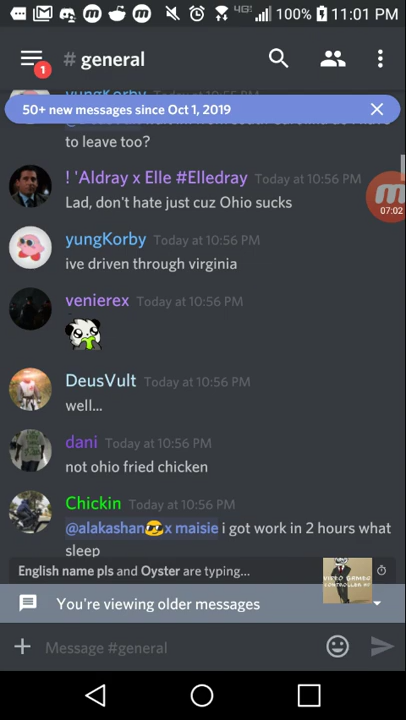 4G
100%
11:01 PM
1
# general
yungKorby
50+ new messages since Oct 1, 2019
to leave too?
! 'Aldray x Elle #Elledray Today at 10:56 PM
Lad, don't hate just cuz Ohio sucks
07:02
yungKorby Today at 10:56 PM
ive driven through virginia
venierex Today at 10:56 PM
DeusVult Today at 10:56 PM
well...
dani Today at 10:56 PM
not ohio fried chicken
Chickin Today at 10:56 PM
@alakashan😎x maisie i got work in 2 hours what
sleep
English name pls and Oyster are typing...
You're viewing older messages
Message #general